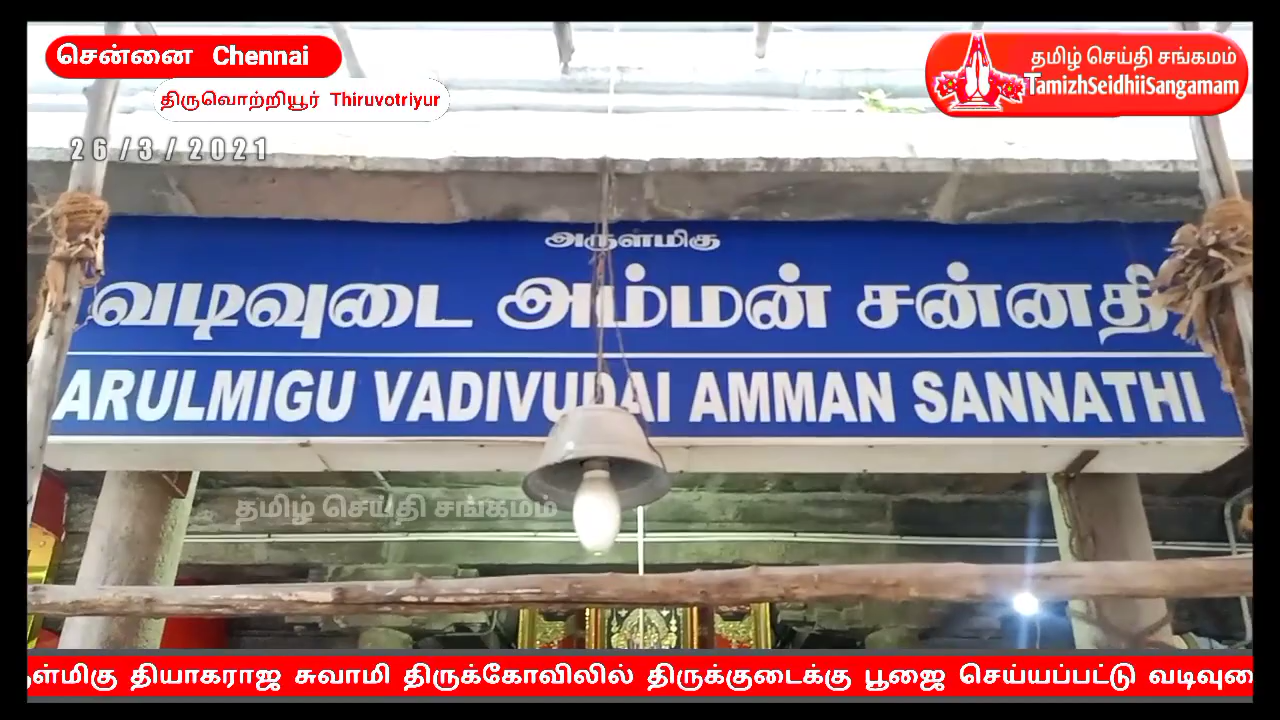 சென்னை Chennai
திருவொற்றியூர் Thiruvotriyur
26/3/2021
தமிழ் செய்தி சங்கமம்
TamizhSeidhiiSangamam
அருள்மிகு
வடிவுடை அம்மன் சன்னதி
ARULMIGU VADIVUDAI AMMAN SANNATHI
தமிழ் செய்தி சங்கமம்
தியாகராஜ சுவாமி திருக்கோவிலில் திருக்குடைக்கு பூஜை செய்யப்பட்டு